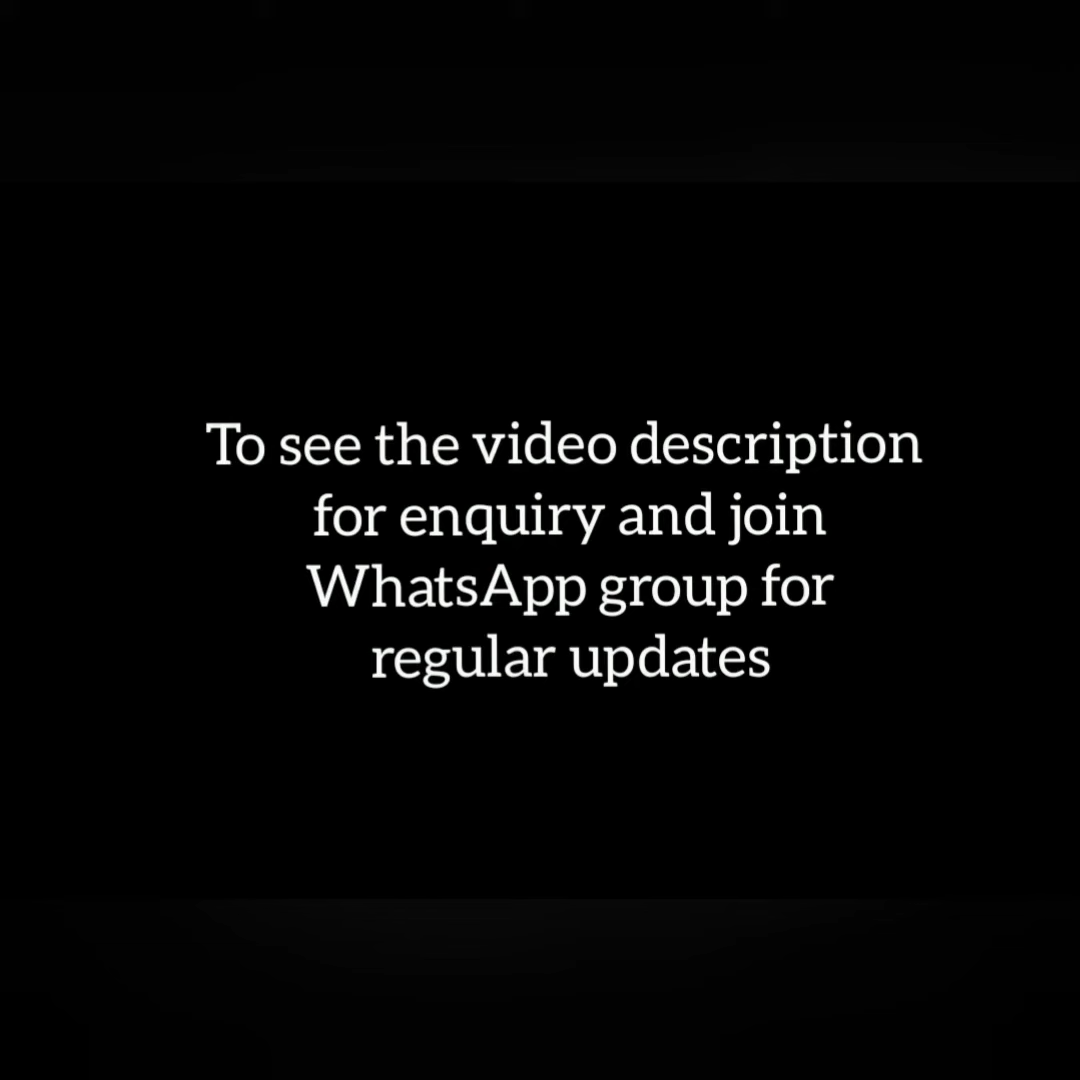 To see the video description
for enquiry and join
WhatsApp group for
regular updates